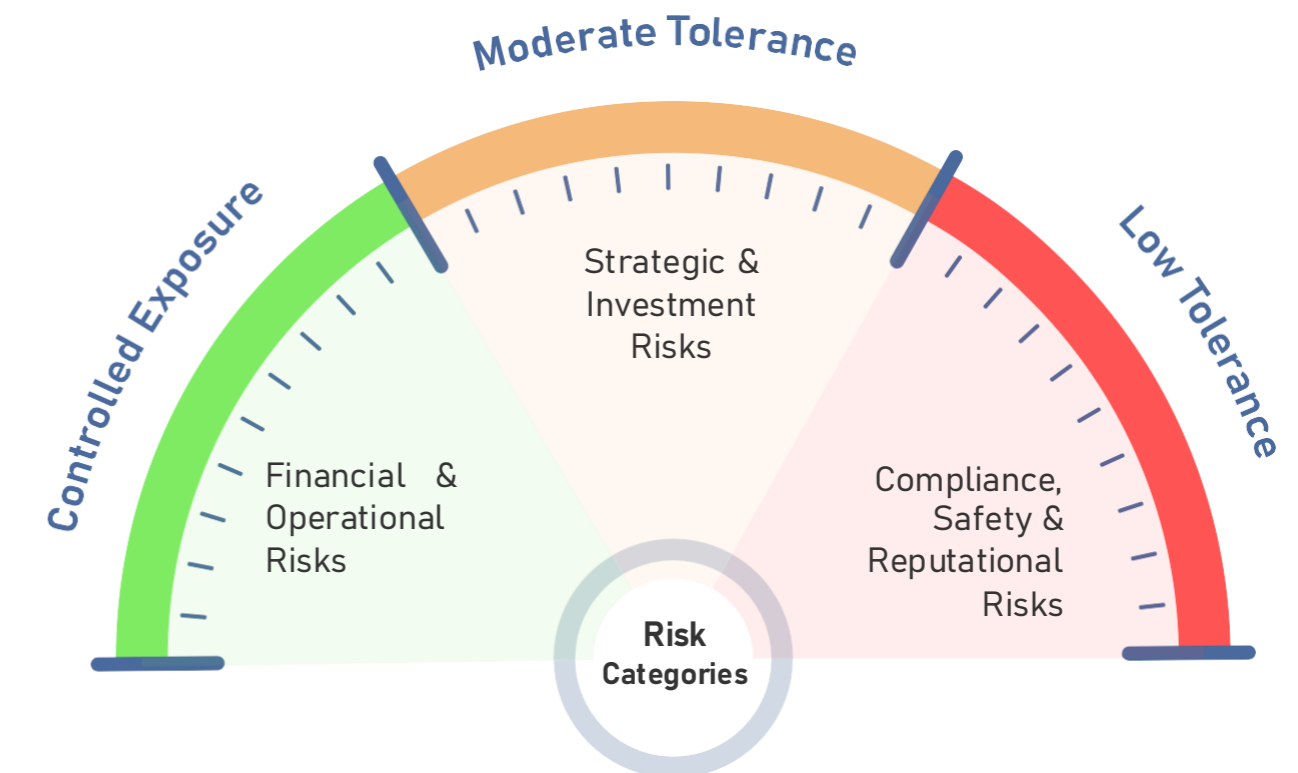 Moderate Tolerance
Controlled Exposure
Low Tolerance
Strategic &
Investment
Risks
Financial &
Operational
Risks
Compliance,
Safety &
Reputational
Risks
Risk
Categories